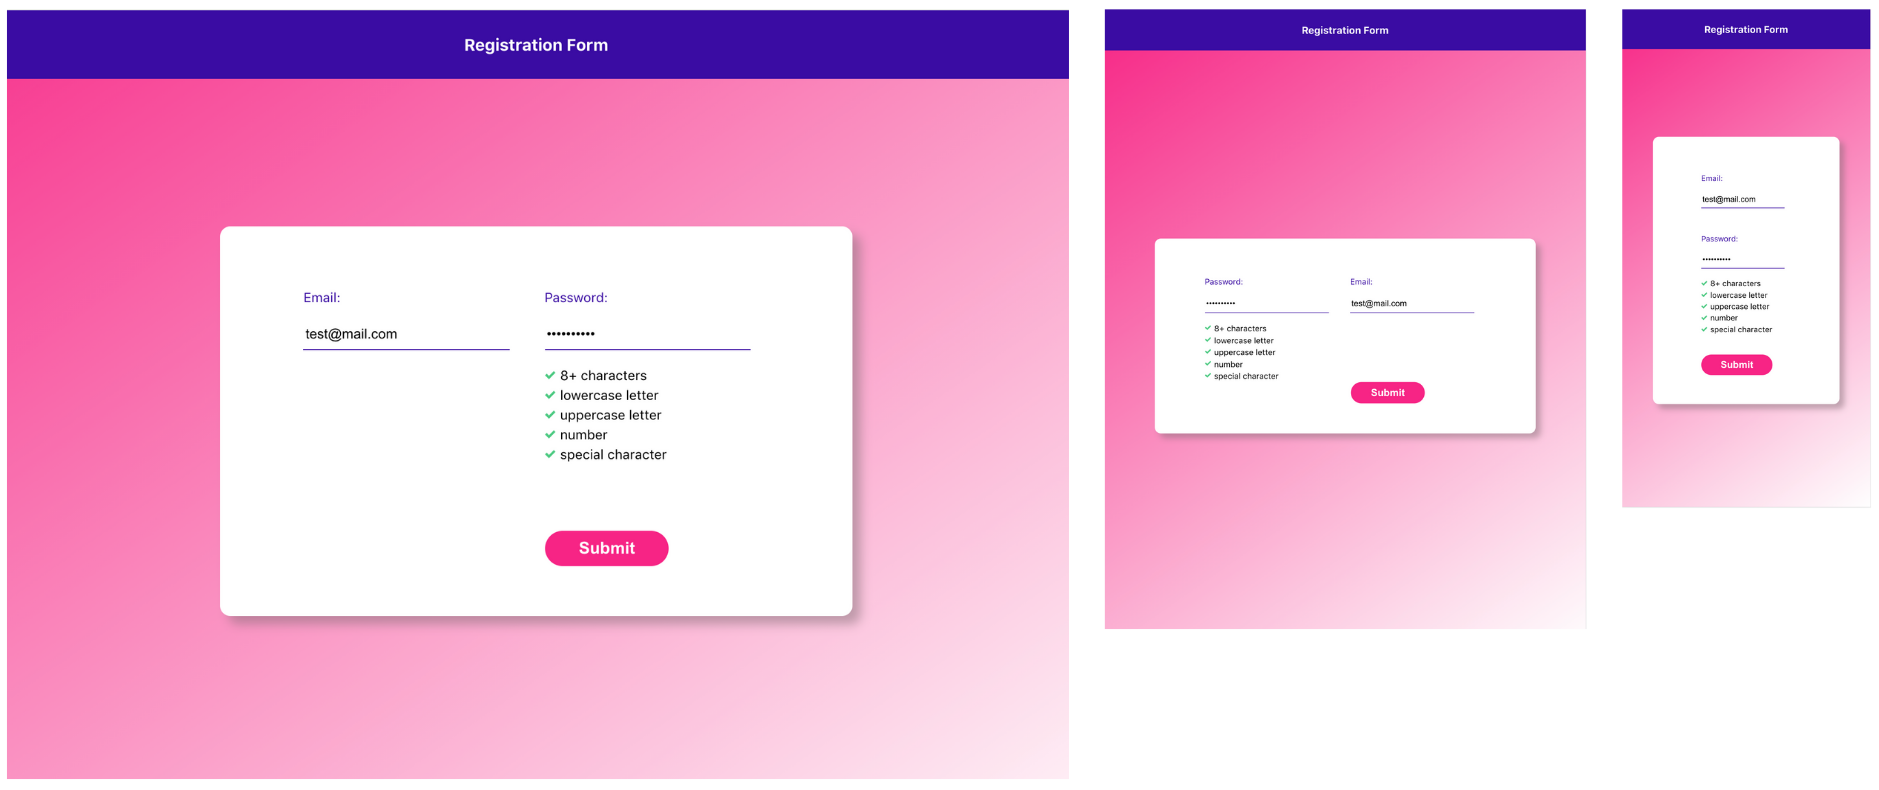 Registration Form
Email:
test@mail.com
Password:
••••••••••
8+ characters
lowercase letter
uppercase letter
number
special character
Submit
Registration Form
Password:
••••••••••
8+ characters
lowercase letter
uppercase letter
number
special character
Email:
test@mail.com
Submit
Registration Form
Email:
test@mail.com
Password:
••••••••••
8+ characters
lowercase letter
uppercase letter
number
special character
Submit